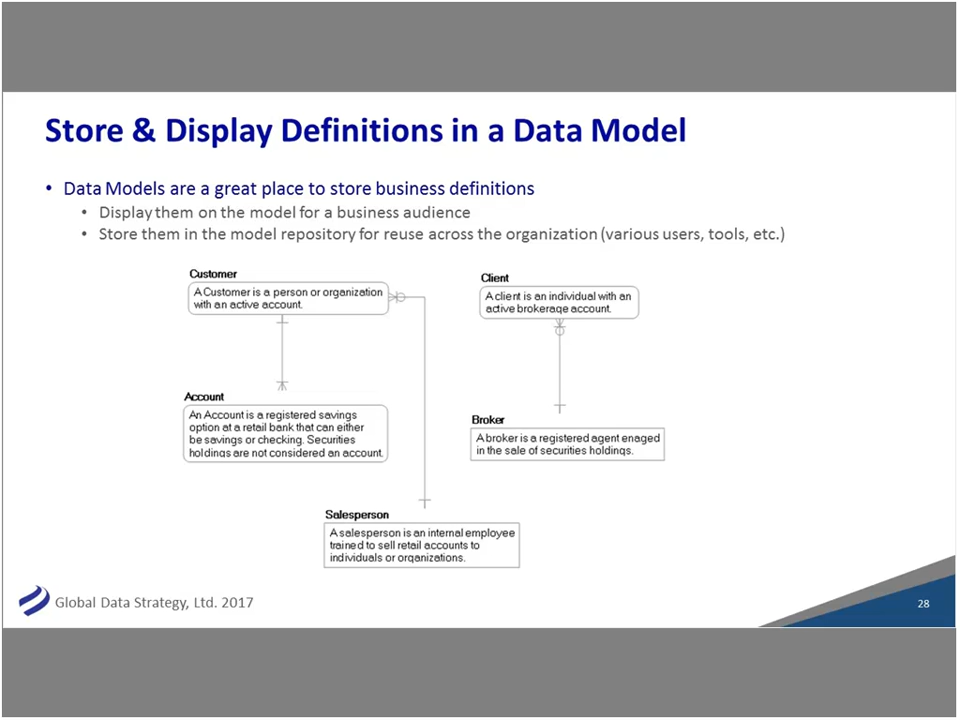 Store & Display Definitions in a Data Model
• Data Models are a great place to store business definitions
• Display them on the model for a business audience
• Store them in the model repository for reuse across the organization (various users, tools, etc.)
Customer
A Customer is a person or organization
with an active account.
Client
A client is an individual with an
active brokerage account.
Account
An Account is a registered savings
option at a retail bank that can either
be savings or checking. Securities
holdings are not considered an account.
Broker
A broker is a registered agent enaged
in the sale of securities holdings.
Salesperson
A salesperson is an internal employee
trained to sell retail accounts to
individuals or organizations.
Global Data Strategy, Ltd. 2017
28